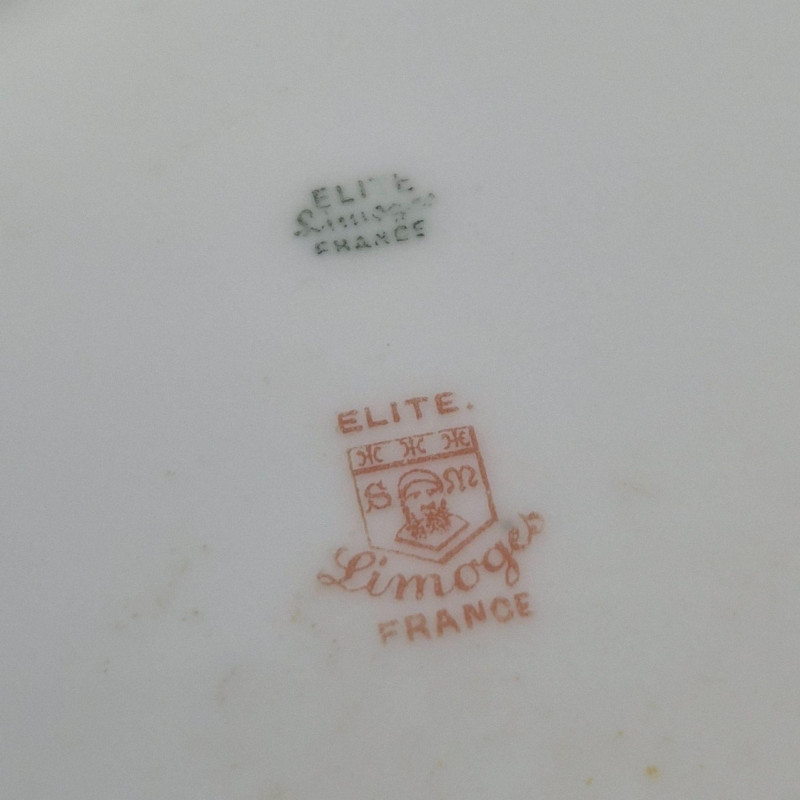 ELITE
Limoges
FRANCE
ELITE.
S M
Limoges
FRANCE